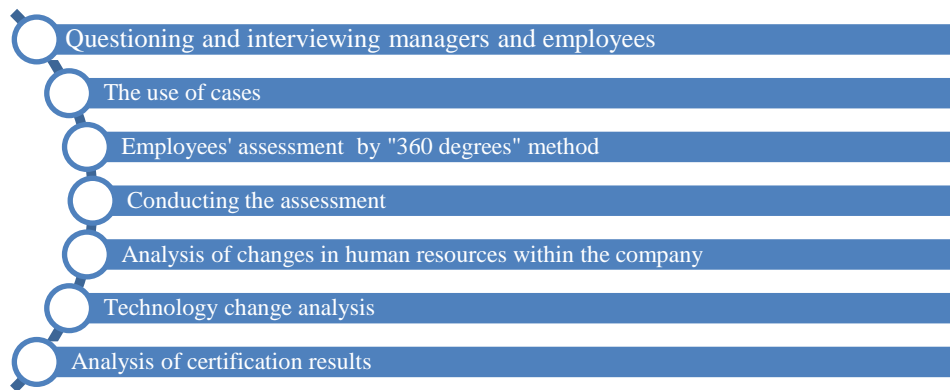 Questioning and interviewing managers and employees
The use of cases
Employees' assessment by "360 degrees" method
Conducting the assessment
Analysis of changes in human resources within the company
Technology change analysis
Analysis of certification results